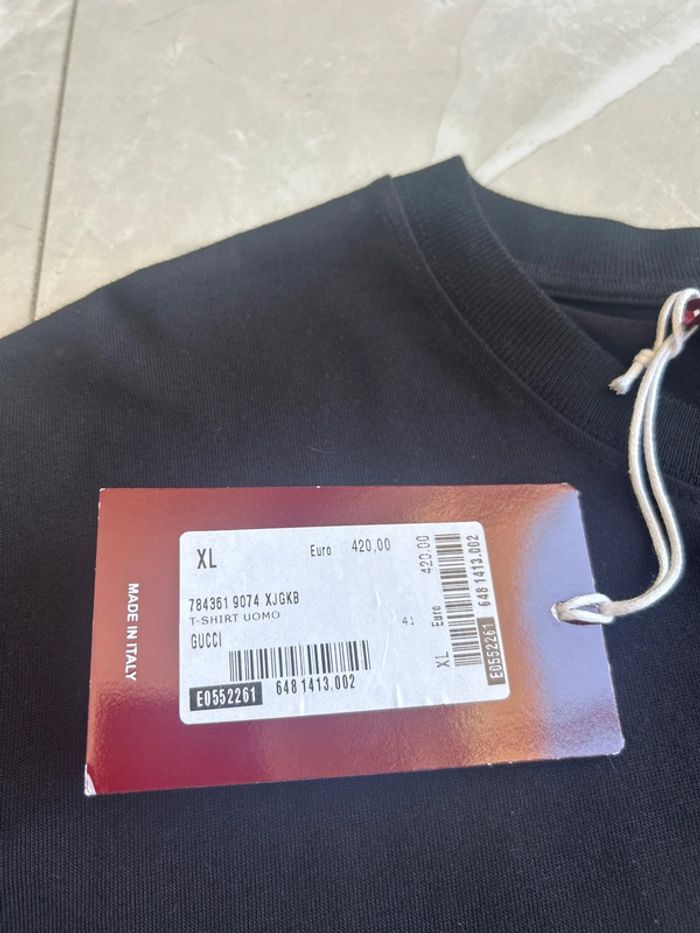 MADE IN ITALY
XL
Euro 420,00
784361 9074 XJGKB
T-SHIRT UOMO
41
GUCCI
E0552261
648 1413.002
XL Euro 420,00
E0552261 648 1413.002